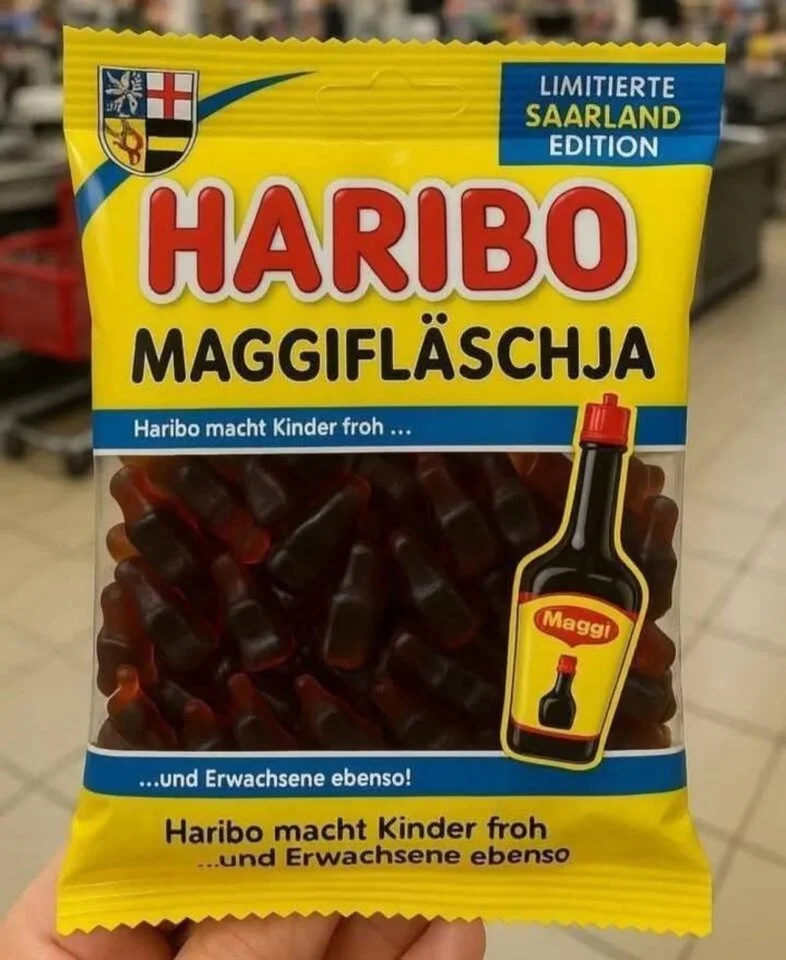 LIMITIERTE
SAARLAND
EDITION
HARIBO
MAGGIFLÄSCHJA
Haribo macht Kinder froh ...
Maggi
...und Erwachsene ebenso!
Haribo macht Kinder froh
...und Erwachsene ebenso